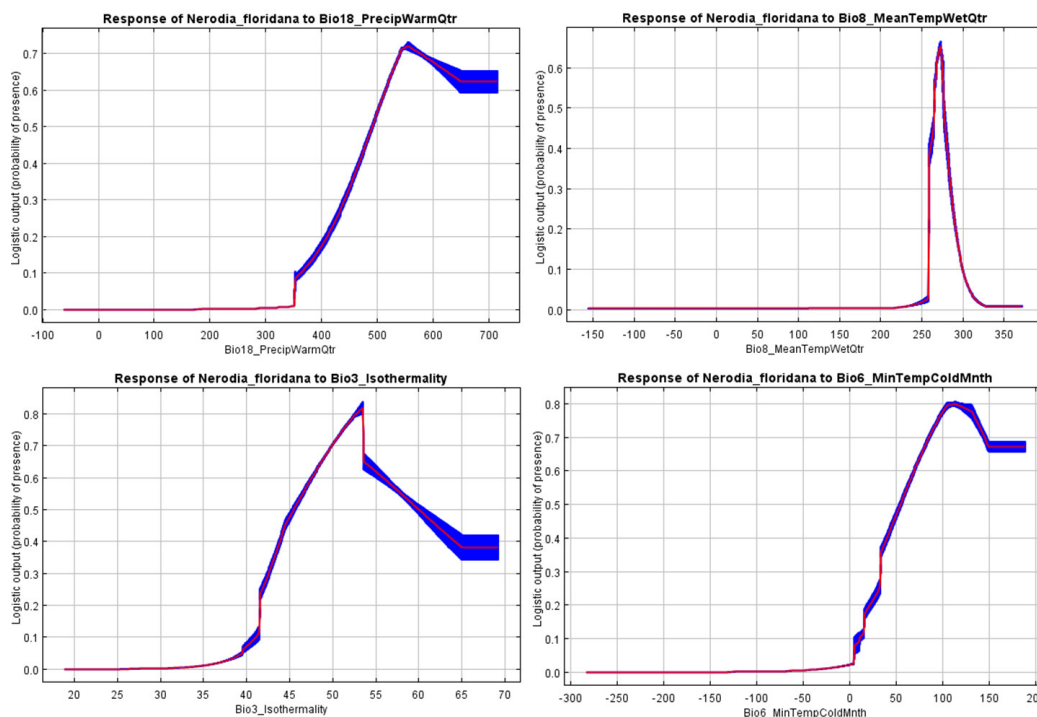 Response of Nerodia_floridana to Bio18_PrecipWarmQtr
Logistic output (probability of presence)
0.7
0.6
0.5
0.4
0.3
0.2
0.1
0.0
-100 0 100 200 300 400 500 600 700
Bio18_PrecipWarmQtr
Response of Nerodia_floridana to Bio8_MeanTempWetQtr
Logistic output (probability of presence)
0.6
0.5
0.4
0.3
0.2
0.1
0.0
-150 -100 -50 0 50 100 150 200 250 300 350
Bio8_MeanTempWetQtr
Response of Nerodia_floridana to Bio3_Isothermality
Logistic output (probability of presence)
0.8
0.7
0.6
0.5
0.4
0.3
0.2
0.1
0.0
20 25 30 35 40 45 50 55 60 65 70
Bio3_Isothermality
Response of Nerodia_floridana to Bio6_MinTempColdMnth
Logistic output (probability of presence)
0.8
0.7
0.6
0.5
0.4
0.3
0.2
0.1
0.0
-300 -250 -200 -150 -100 -50 0 50 100 150 200
Bio6_MinTempColdMnth